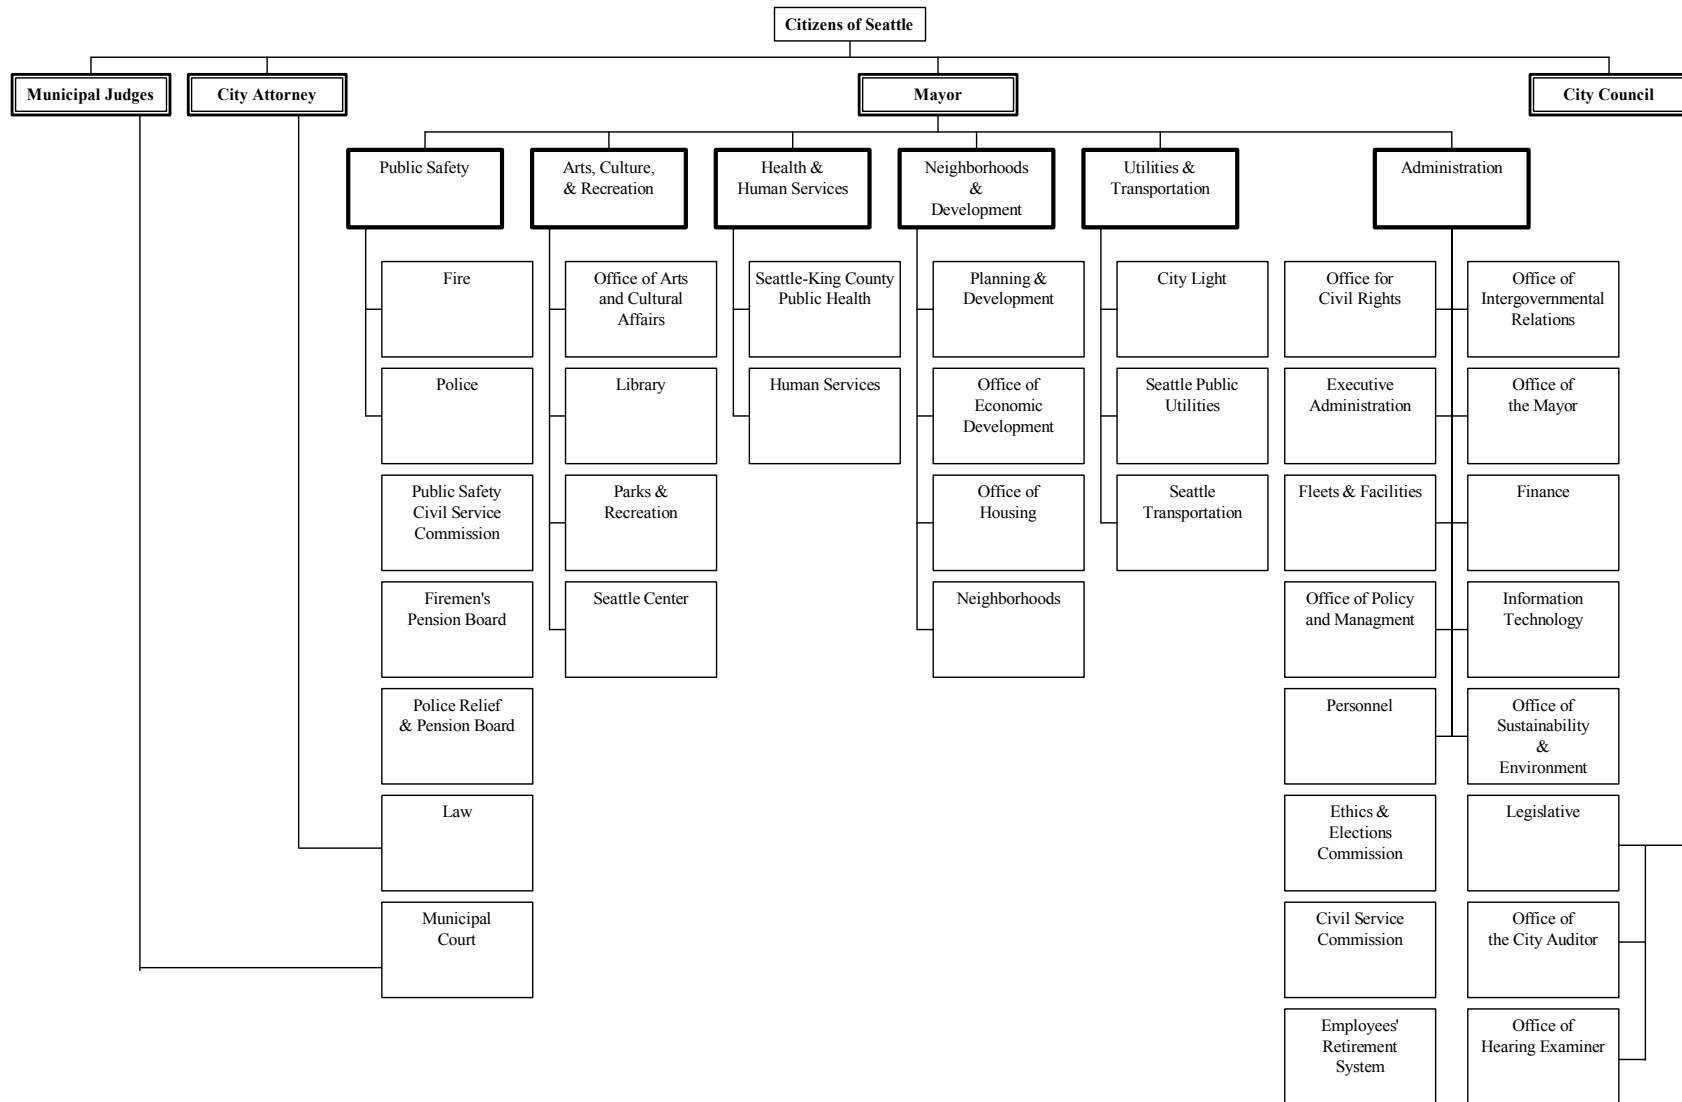 Citizens of Seattle
Municipal Judges
City Attorney
Mayor
City Council
Public Safety
Arts, Culture,
& Recreation
Health &
Human Services
Neighborhoods
&
Development
Utilities &
Transportation
Administration
Fire
Office of Arts
and Cultural
Affairs
Seattle-King County
Public Health
Planning &
Development
City Light
Office for
Civil Rights
Office of
Intergovernmental
Relations
Police
Library
Human Services
Office of
Economic
Development
Seattle Public
Utilities
Executive
Administration
Office of
the Mayor
Public Safety
Civil Service
Commission
Parks &
Recreation
Office of
Housing
Seattle
Transportation
Fleets & Facilities
Finance
Firemen's
Pension Board
Seattle Center
Neighborhoods
Office of Policy
and Managment
Information
Technology
Police Relief
& Pension Board
Personnel
Office of
Sustainability
&
Environment
Law
Ethics &
Elections
Commission
Legislative
Municipal
Court
Civil Service
Commission
Office of
the City Auditor
Employees'
Retirement
System
Office of
Hearing Examiner